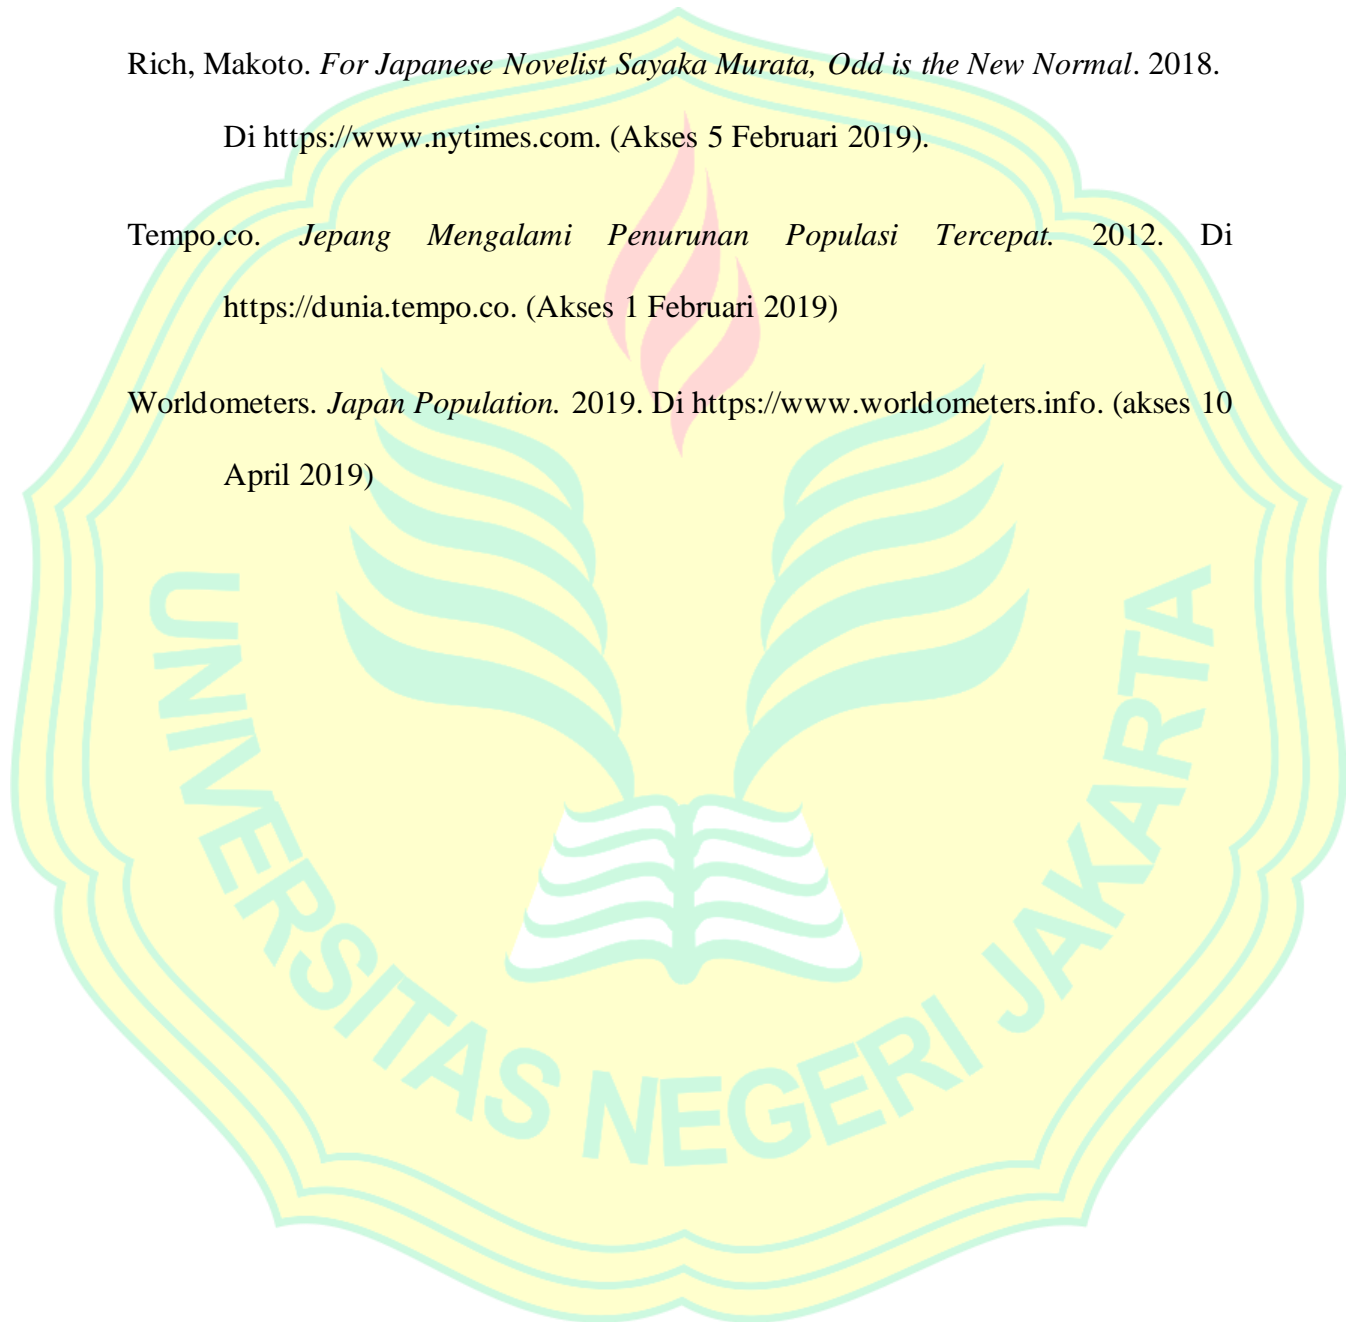 Rich, Makoto. For Japanese Novelist Sayaka Murata, Odd is the New Normal. 2018.
Di https://www.nytimes.com. (Akses 5 Februari 2019).
Tempo.co. Jepang Mengalami Penurunan Populasi Tercepat. 2012. Di
https://dunia.tempo.co. (Akses 1 Februari 2019)
Worldometers. Japan Population. 2019. Di https://www.worldometers.info. (akses 10
April 2019)
UNIVERSITAS NEGERI JAKARTA